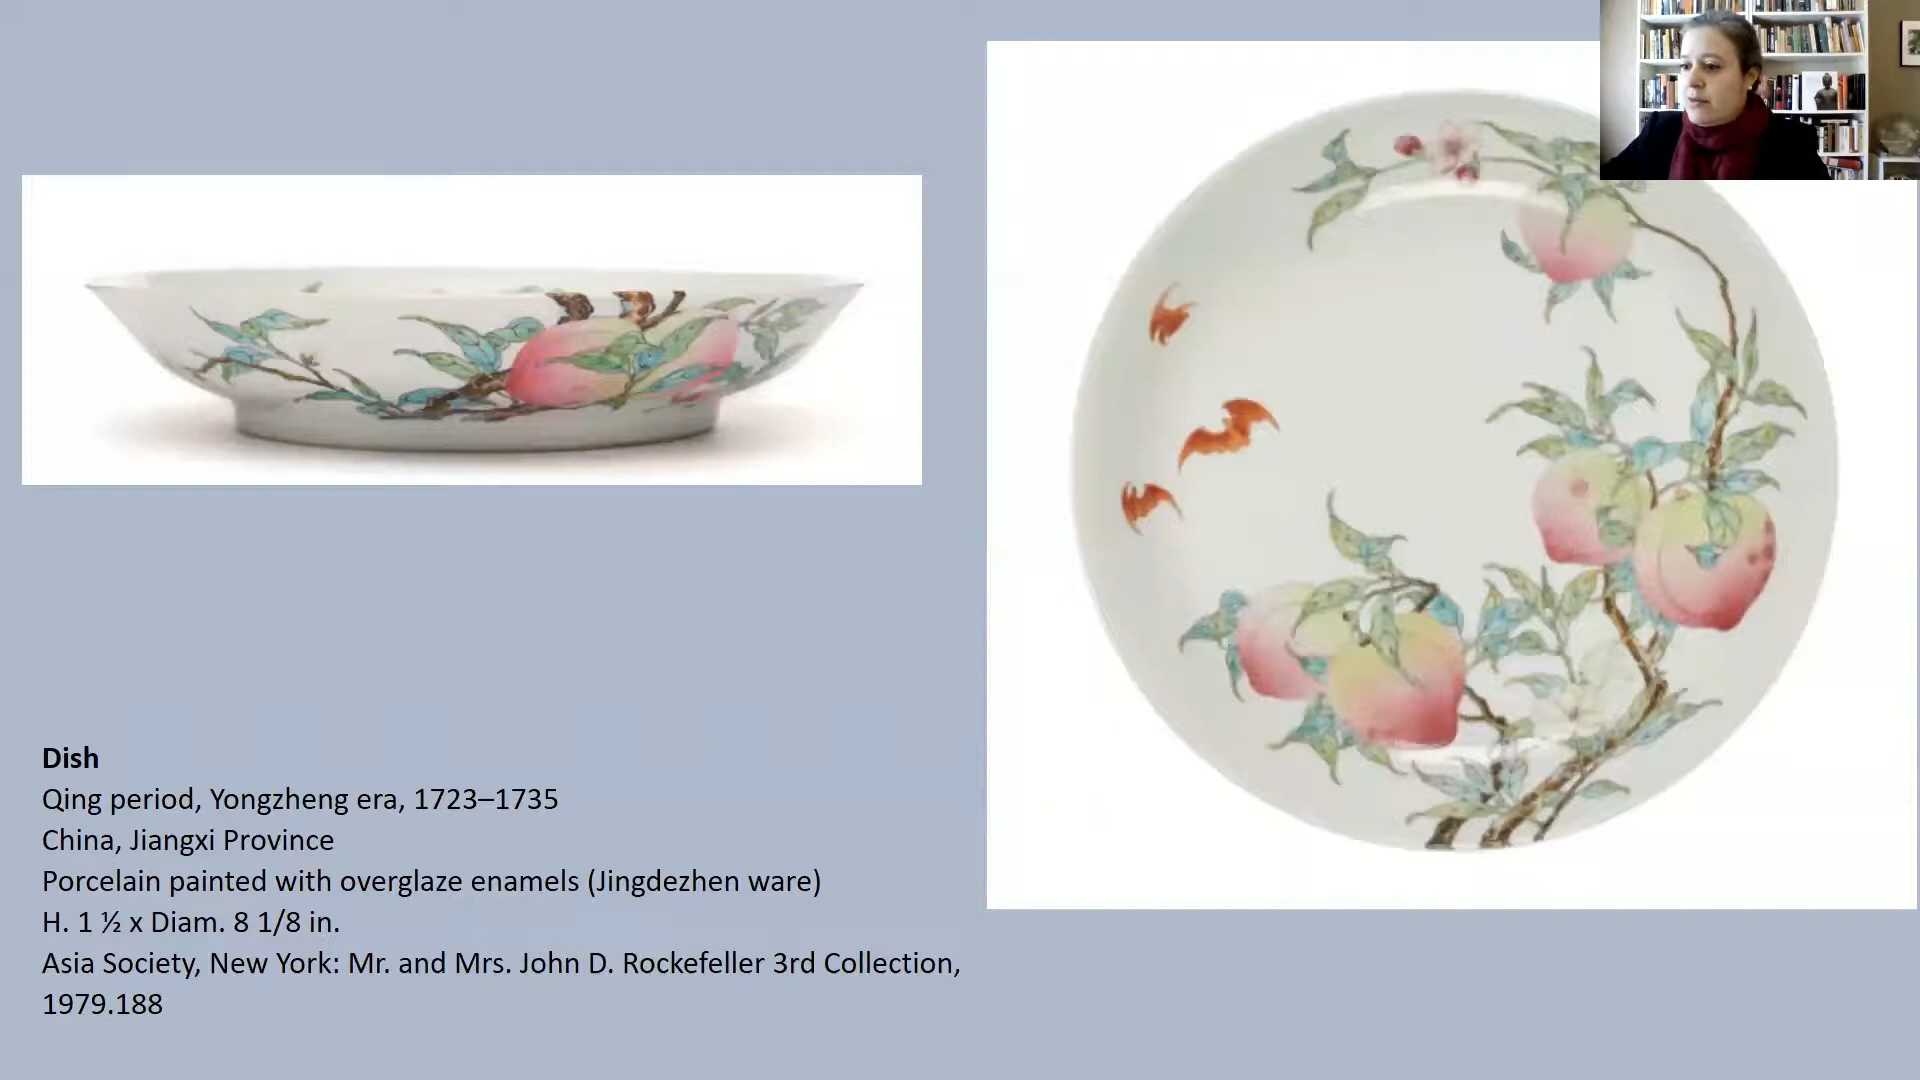 Dish
Qing period, Yongzheng era, 1723–1735
China, Jiangxi Province
Porcelain painted with overglaze enamels (Jingdezhen ware)
H. 1 ½ x Diam. 8 1/8 in.
Asia Society, New York: Mr. and Mrs. John D. Rockefeller 3rd Collection,
1979.188